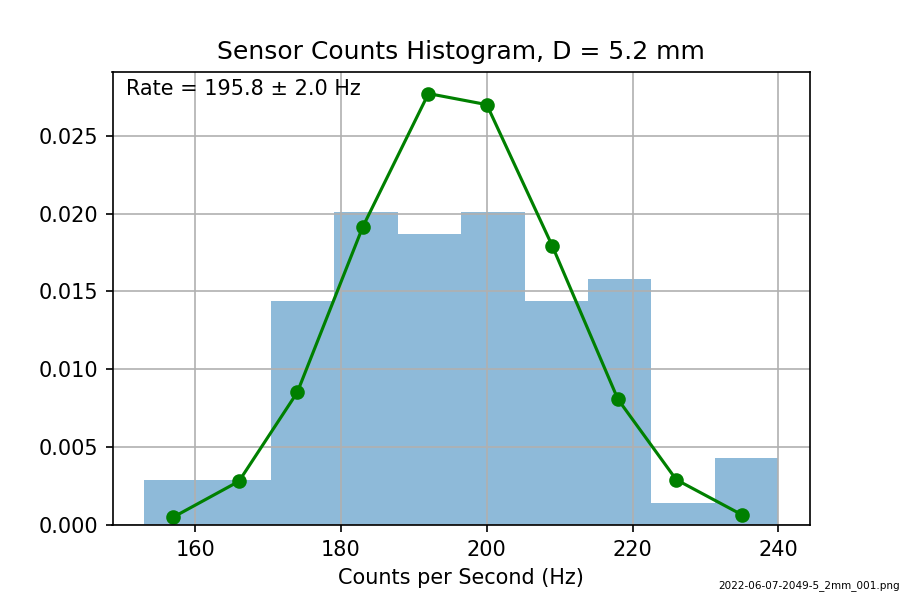 Sensor Counts Histogram, D = 5.2 mm
Rate = 195.8 ± 2.0 Hz
0.025
0.020
0.015
0.010
0.005
0.000
160 180 200 220 240
Counts per Second (Hz)
2022-06-07-2049-5_2mm_001.png